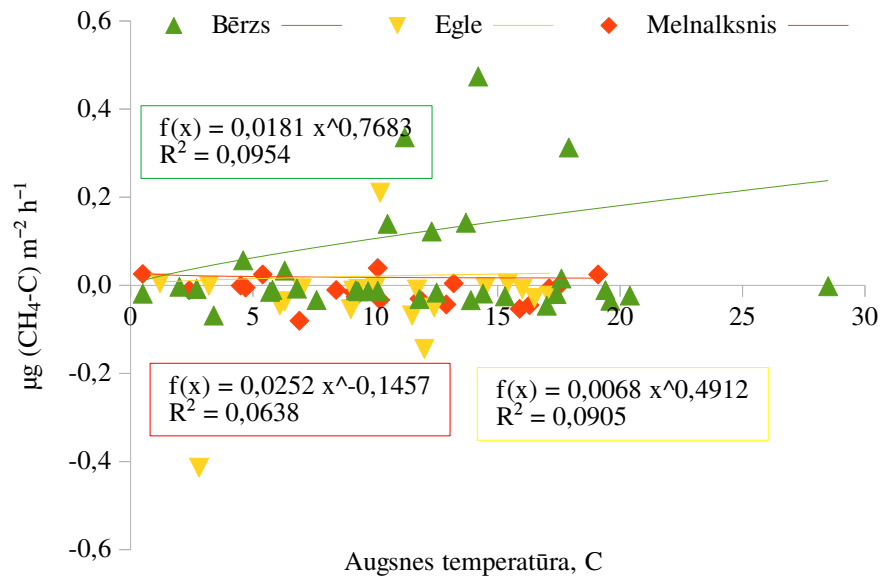 Bērzs Egle Melnalksnis
0,6
0,4
0,2
0,0
-0,2
-0,4
-0,6
µg (CH₄-C) m⁻² h⁻¹
f(x) = 0,0181 x^0,7683
R² = 0,0954
0 5 10 15 20 25 30
f(x) = 0,0252 x^-0,1457
R² = 0,0638
f(x) = 0,0068 x^0,4912
R² = 0,0905
Augsnes temperatūra, C